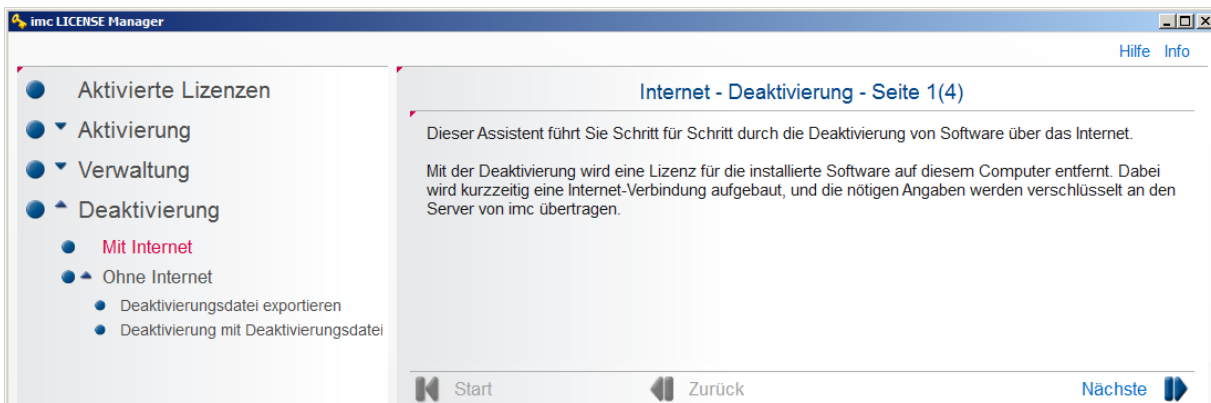 imc LICENSE Manager
Hilfe Info
Aktivierte Lizenzen
Aktivierung
Verwaltung
Deaktivierung
Mit Internet
Ohne Internet
Deaktivierungsdatei exportieren
Deaktivierung mit Deaktivierungsdatei
Internet - Deaktivierung - Seite 1(4)
Dieser Assistent führt Sie Schritt für Schritt durch die Deaktivierung von Software über das Internet.
Mit der Deaktivierung wird eine Lizenz für die installierte Software auf diesem Computer entfernt. Dabei
wird kurzzeitig eine Internet-Verbindung aufgebaut, und die nötigen Angaben werden verschlüsselt an den
Server von imc übertragen.
Start
Zurück
Nächste